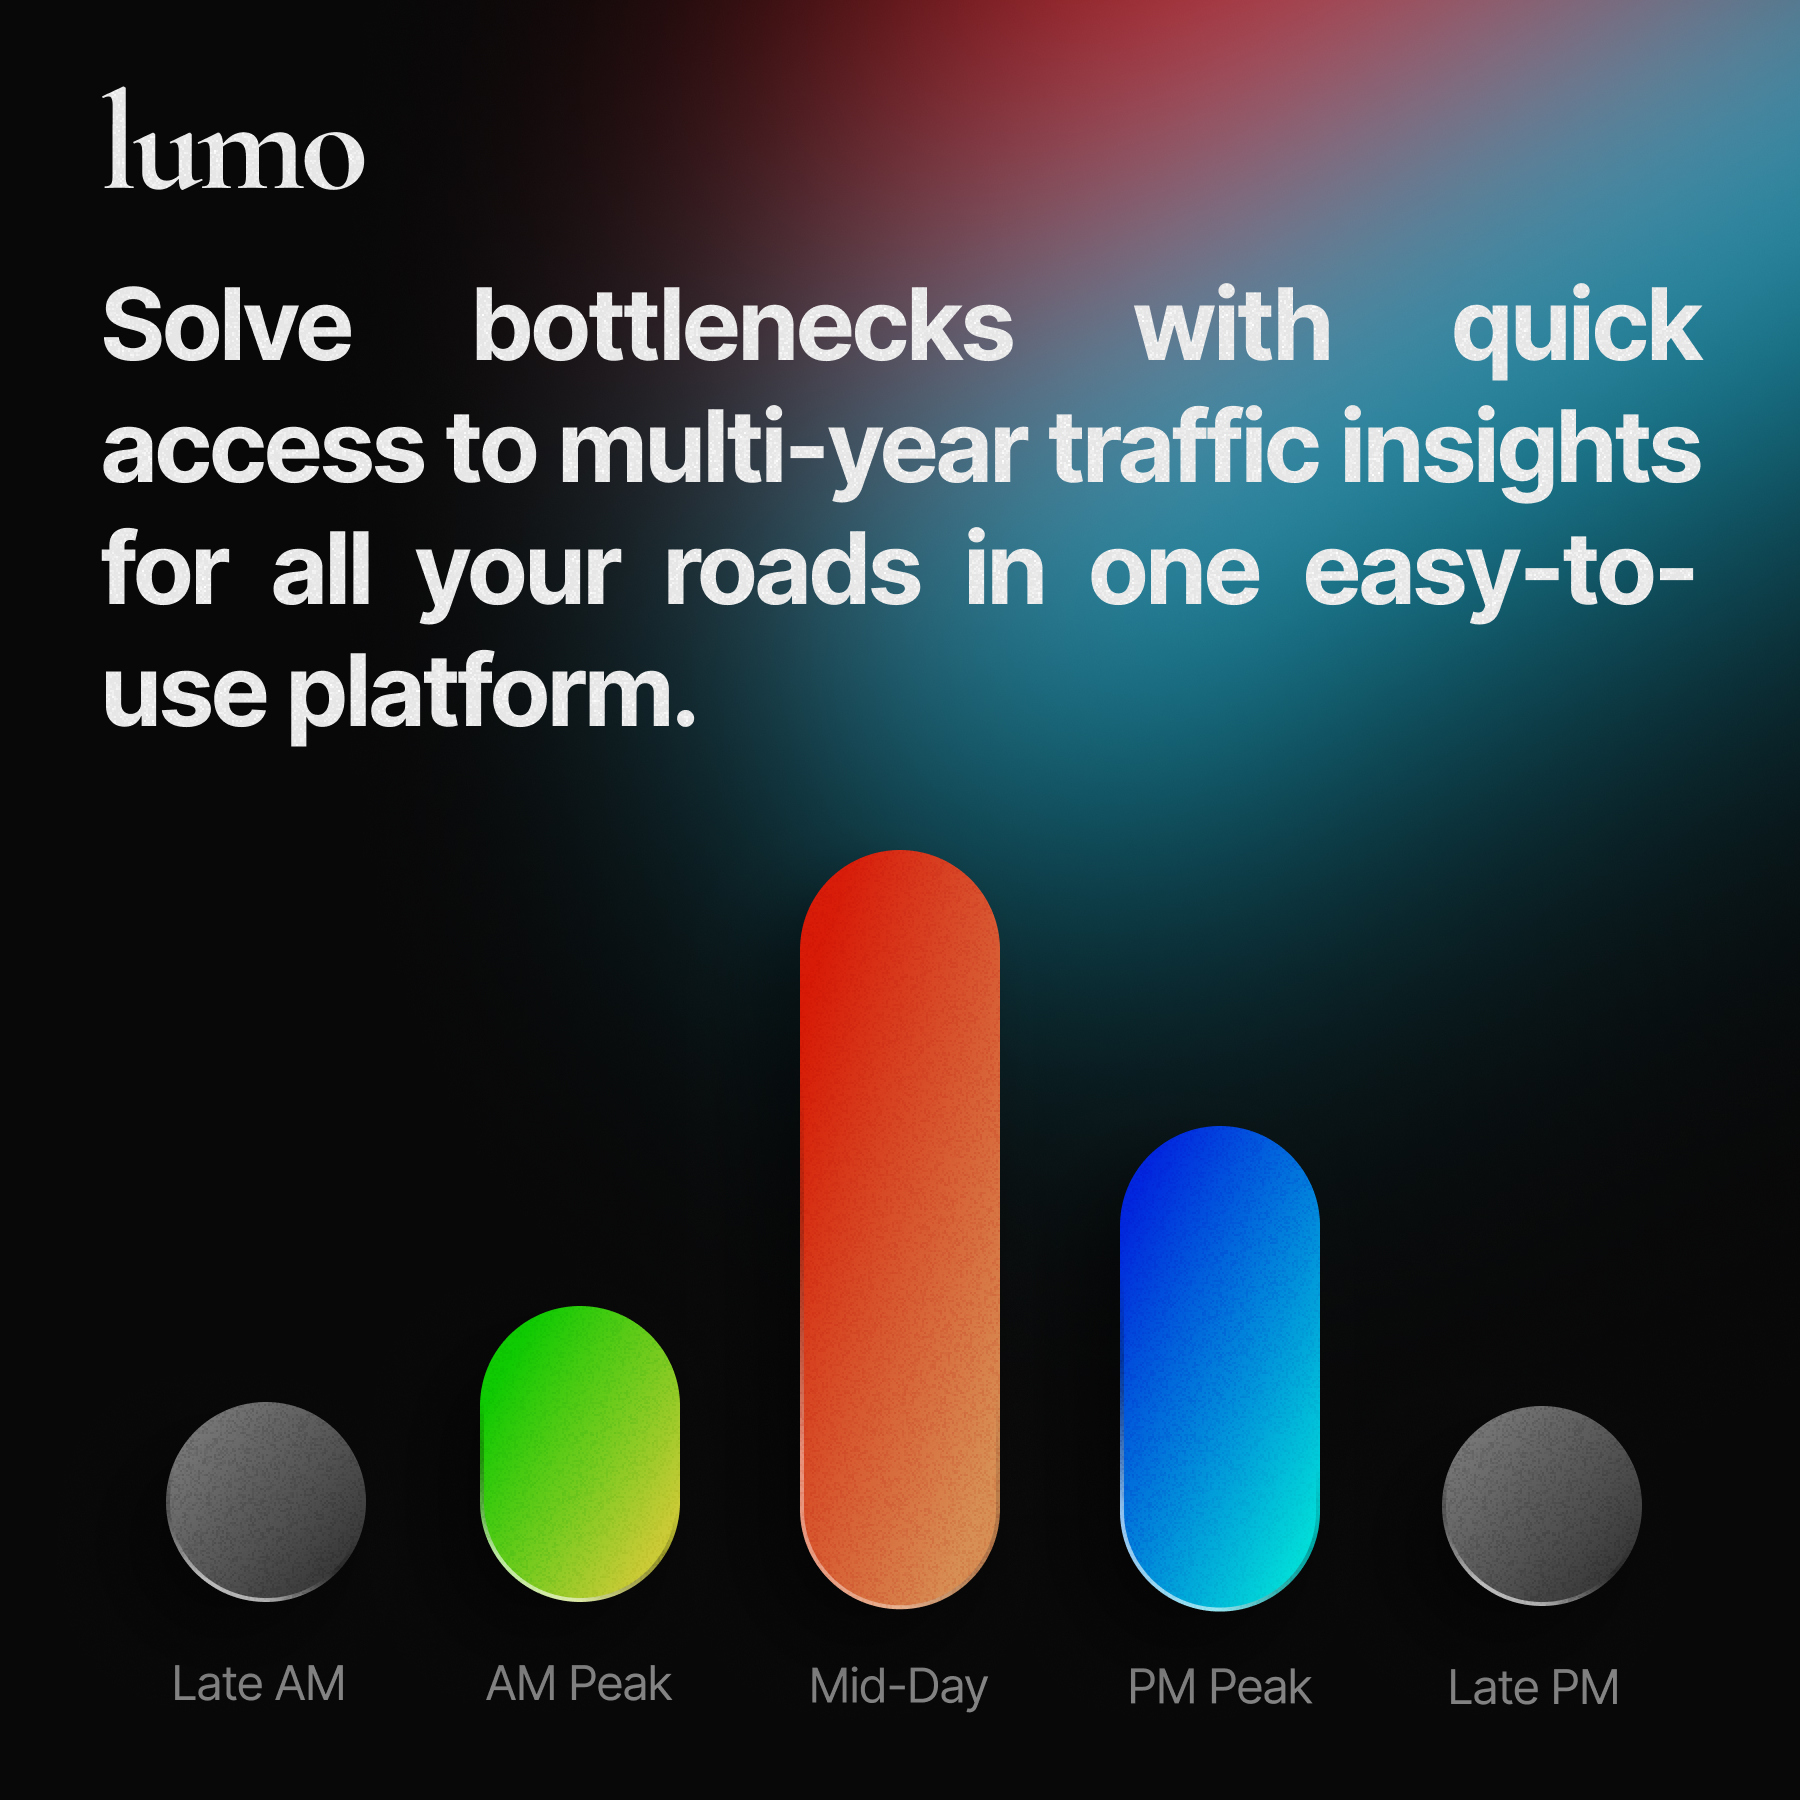 lumo
Solve bottlenecks with quick
access to multi-year traffic insights
for all your roads in one easy-to-
use platform.
Late AM
AM Peak
Mid-Day
PM Peak
Late PM